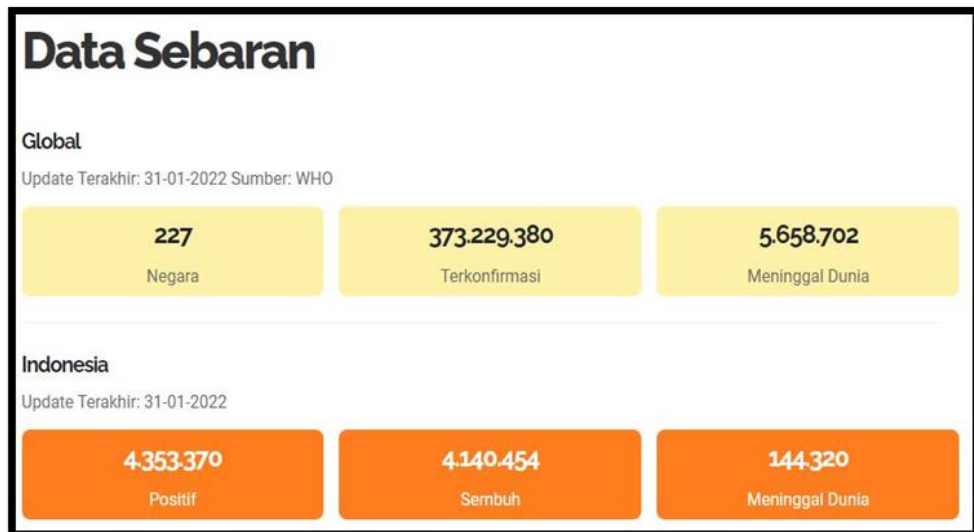 Data Sebaran
Global
Update Terakhir: 31-01-2022 Sumber: WHO
227
Negara
373.229.380
Terkonfirmasi
5.658.702
Meninggal Dunia
Indonesia
Update Terakhir: 31-01-2022
4.353.370
Positif
4.140.454
Sembuh
144.320
Meninggal Dunia